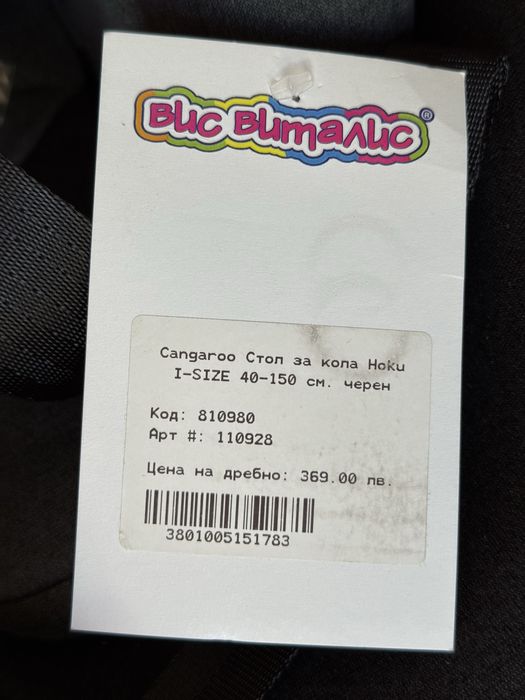 вис виталис ®
Cangaroo Стол за кола Hoku
I-SIZE 40-150 см. черен
Код: 810980
Арт #: 110928
Цена на дребно: 369.00 лв.
3801005151783